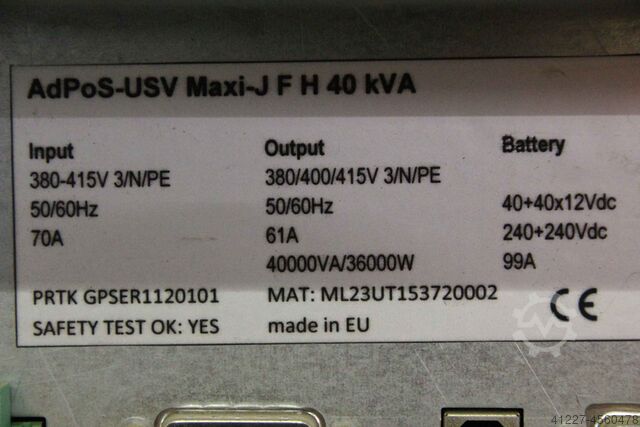 AdPoS-USV Maxi-J F H 40 kVA
Input Output Battery
380-415V 3/N/PE 380/400/415V 3/N/PE
50/60Hz 50/60Hz 40+40x12Vdc
70A 61A 240+240Vdc
40000VA/36000W 99A
PRTK GPSER1120101 MAT: ML23UT153720002
SAFETY TEST OK: YES made in EU CE
41227-4560478